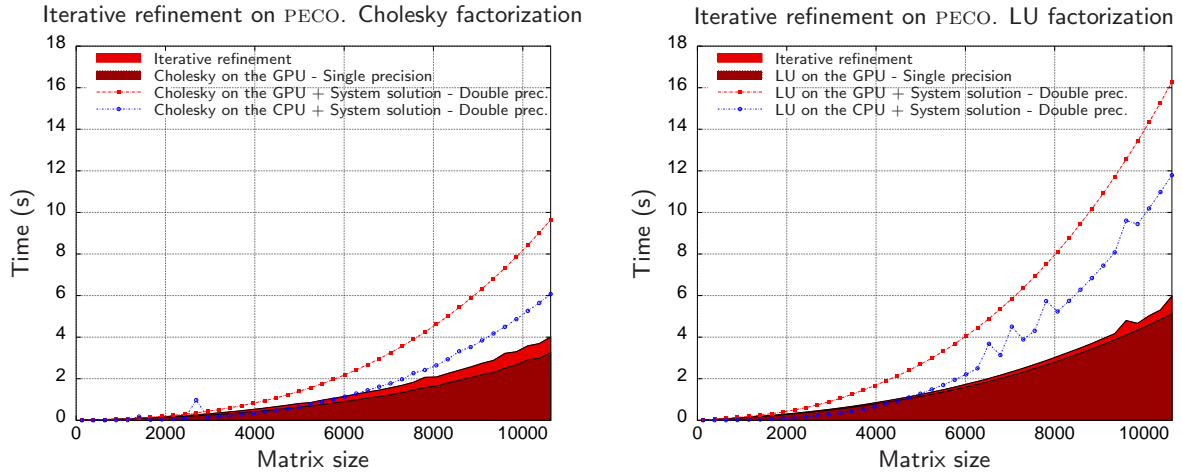 Iterative refinement on PECO. Cholesky factorization
18
16
14
12
10
8
6
4
2
0
Time (s)
Iterative refinement
Cholesky on the GPU - Single precision
Cholesky on the GPU + System solution - Double prec.
Cholesky on the CPU + System solution - Double prec.
0 2000 4000 6000 8000 10000
Matrix size
Iterative refinement on PECO. LU factorization
18
16
14
12
10
8
6
4
2
0
Time (s)
Iterative refinement
LU on the GPU - Single precision
LU on the GPU + System solution - Double prec.
LU on the CPU + System solution - Double prec.
0 2000 4000 6000 8000 10000
Matrix size